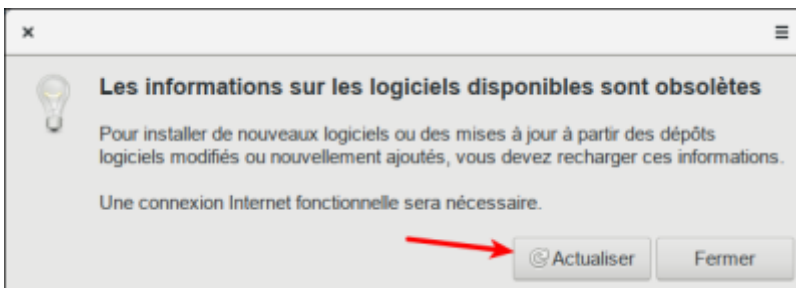 Les informations sur les logiciels disponibles sont obsolètes
Pour installer de nouveaux logiciels ou des mises à jour à partir des dépôts
logiciels modifiés ou nouvellement ajoutés, vous devez recharger ces informations.
Une connexion Internet fonctionnelle sera nécessaire.
Actualiser Fermer